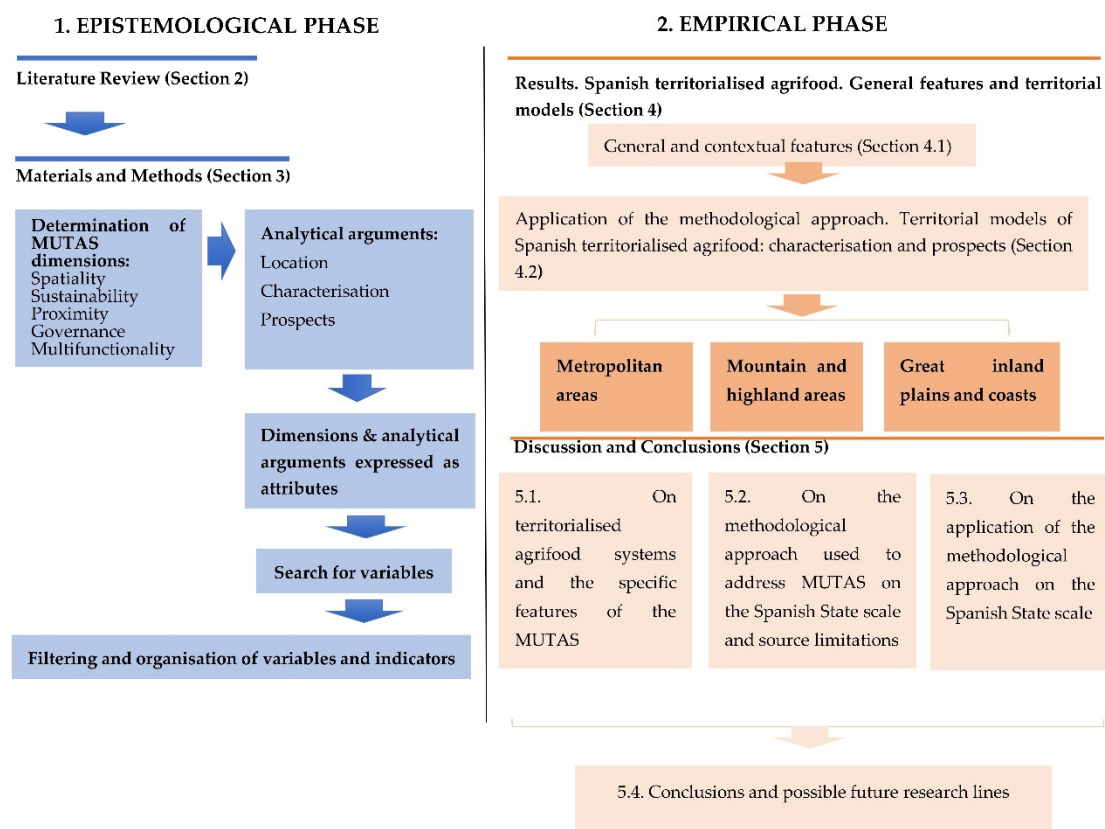 1. EPISTEMOLOGICAL PHASE
Literature Review (Section 2)
Materials and Methods (Section 3)
Determination of
MUTAS
dimensions:
Spatiality
Sustainability
Proximity
Governance
Multifunctionality
Analytical arguments:
Location
Characterisation
Prospects
Dimensions & analytical
arguments expressed as
attributes
Search for variables
Filtering and organisation of variables and indicators
2. EMPIRICAL PHASE
Results. Spanish territorialised agrifood. General features and territorial
models (Section 4)
General and contextual features (Section 4.1)
Application of the methodological approach. Territorial models of
Spanish territorialised agrifood: characterisation and prospects (Section
4.2)
Metropolitan
areas
Mountain and
highland areas
Great inland
plains and coasts
Discussion and Conclusions (Section 5)
5.1. On
territorialised
agrifood systems
and the specific
features of the
MUTAS
5.2. On the
methodological
approach used to
address MUTAS on
the Spanish State scale
and source limitations
5.3. On the
application of the
methodological
approach on the
Spanish State scale
5.4. Conclusions and possible future research lines